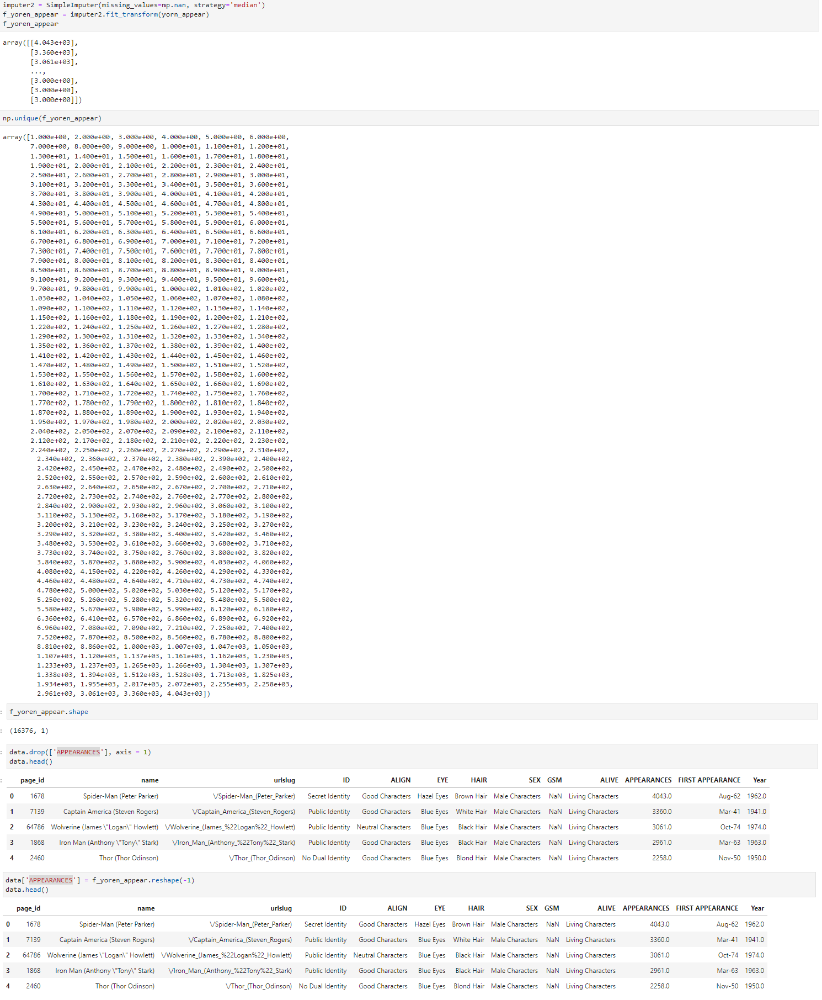 imputer2 = SimpleImputer(missing_values=np.nan, strategy='median')
f_yoren_appear = imputer2.fit_transform(yorn_appear)
f_yoren_appear
array([[4.043e+03],
[3.360e+03],
[3.061e+03],
...,
[3.000e+00],
[3.000e+00],
[3.000e+00]])
np.unique(f_yoren_appear)
array([1.000e+00, 2.000e+00, 3.000e+00, 4.000e+00, 5.000e+00, 6.000e+00,
7.000e+00, 8.000e+00, 9.000e+00, 1.000e+01, 1.100e+01, 1.200e+01,
1.300e+01, 1.400e+01, 1.500e+01, 1.600e+01, 1.700e+01, 1.800e+01,
1.900e+01, 2.000e+01, 2.100e+01, 2.200e+01, 2.300e+01, 2.400e+01,
2.500e+01, 2.600e+01, 2.700e+01, 2.800e+01, 2.900e+01, 3.000e+01,
3.100e+01, 3.200e+01, 3.300e+01, 3.400e+01, 3.500e+01, 3.600e+01,
3.700e+01, 3.800e+01, 3.900e+01, 4.000e+01, 4.100e+01, 4.200e+01,
4.300e+01, 4.400e+01, 4.500e+01, 4.600e+01, 4.700e+01, 4.800e+01,
4.900e+01, 5.000e+01, 5.100e+01, 5.200e+01, 5.300e+01, 5.400e+01,
5.500e+01, 5.600e+01, 5.700e+01, 5.800e+01, 5.900e+01, 6.000e+01,
6.100e+01, 6.200e+01, 6.300e+01, 6.400e+01, 6.500e+01, 6.600e+01,
6.700e+01, 6.800e+01, 6.900e+01, 7.000e+01, 7.100e+01, 7.200e+01,
7.300e+01, 7.400e+01, 7.500e+01, 7.600e+01, 7.700e+01, 7.800e+01,
7.900e+01, 8.000e+01, 8.100e+01, 8.200e+01, 8.300e+01, 8.400e+01,
8.500e+01, 8.600e+01, 8.700e+01, 8.800e+01, 8.900e+01, 9.000e+01,
9.100e+01, 9.200e+01, 9.300e+01, 9.400e+01, 9.500e+01, 9.600e+01,
9.700e+01, 9.800e+01, 9.900e+01, 1.000e+02, 1.010e+02, 1.020e+02,
1.030e+02, 1.040e+02, 1.050e+02, 1.060e+02, 1.070e+02, 1.080e+02,
1.090e+02, 1.100e+02, 1.110e+02, 1.120e+02, 1.130e+02, 1.140e+02,
1.150e+02, 1.160e+02, 1.180e+02, 1.190e+02, 1.200e+02, 1.210e+02,
1.220e+02, 1.240e+02, 1.250e+02, 1.260e+02, 1.270e+02, 1.280e+02,
1.290e+02, 1.300e+02, 1.310e+02, 1.320e+02, 1.330e+02, 1.340e+02,
1.350e+02, 1.360e+02, 1.370e+02, 1.380e+02, 1.390e+02, 1.400e+02,
1.410e+02, 1.420e+02, 1.430e+02, 1.440e+02, 1.450e+02, 1.460e+02,
1.470e+02, 1.480e+02, 1.490e+02, 1.500e+02, 1.510e+02, 1.520e+02,
1.530e+02, 1.550e+02, 1.560e+02, 1.570e+02, 1.580e+02, 1.600e+02,
1.610e+02, 1.630e+02, 1.640e+02, 1.650e+02, 1.660e+02, 1.690e+02,
1.700e+02, 1.710e+02, 1.720e+02, 1.740e+02, 1.750e+02, 1.760e+02,
1.770e+02, 1.780e+02, 1.790e+02, 1.800e+02, 1.810e+02, 1.840e+02,
1.870e+02, 1.880e+02, 1.890e+02, 1.900e+02, 1.930e+02, 1.940e+02,
1.950e+02, 1.970e+02, 1.980e+02, 2.000e+02, 2.020e+02, 2.030e+02,
2.040e+02, 2.050e+02, 2.070e+02, 2.090e+02, 2.100e+02, 2.110e+02,
2.120e+02, 2.170e+02, 2.180e+02, 2.210e+02, 2.220e+02, 2.230e+02,
2.240e+02, 2.250e+02, 2.260e+02, 2.270e+02, 2.290e+02, 2.310e+02,
2.340e+02, 2.360e+02, 2.370e+02, 2.380e+02, 2.390e+02, 2.400e+02,
2.420e+02, 2.450e+02, 2.470e+02, 2.480e+02, 2.490e+02, 2.500e+02,
2.520e+02, 2.550e+02, 2.570e+02, 2.590e+02, 2.600e+02, 2.610e+02,
2.630e+02, 2.640e+02, 2.650e+02, 2.670e+02, 2.700e+02, 2.710e+02,
2.720e+02, 2.730e+02, 2.740e+02, 2.760e+02, 2.770e+02, 2.800e+02,
2.840e+02, 2.900e+02, 2.930e+02, 2.960e+02, 3.060e+02, 3.100e+02,
3.110e+02, 3.130e+02, 3.160e+02, 3.170e+02, 3.180e+02, 3.190e+02,
3.200e+02, 3.210e+02, 3.230e+02, 3.240e+02, 3.250e+02, 3.270e+02,
3.290e+02, 3.320e+02, 3.380e+02, 3.400e+02, 3.420e+02, 3.460e+02,
3.480e+02, 3.530e+02, 3.610e+02, 3.660e+02, 3.680e+02, 3.710e+02,
3.730e+02, 3.740e+02, 3.750e+02, 3.760e+02, 3.800e+02, 3.820e+02,
3.840e+02, 3.870e+02, 3.880e+02, 3.900e+02, 4.030e+02, 4.060e+02,
4.080e+02, 4.150e+02, 4.220e+02, 4.260e+02, 4.290e+02, 4.330e+02,
4.460e+02, 4.480e+02, 4.640e+02, 4.710e+02, 4.730e+02, 4.740e+02,
4.780e+02, 5.000e+02, 5.020e+02, 5.030e+02, 5.120e+02, 5.170e+02,
5.250e+02, 5.260e+02, 5.280e+02, 5.320e+02, 5.480e+02, 5.500e+02,
5.580e+02, 5.670e+02, 5.900e+02, 5.990e+02, 6.120e+02, 6.180e+02,
6.360e+02, 6.410e+02, 6.570e+02, 6.860e+02, 6.890e+02, 6.920e+02,
6.960e+02, 7.080e+02, 7.090e+02, 7.210e+02, 7.250e+02, 7.400e+02,
7.520e+02, 7.870e+02, 8.500e+02, 8.560e+02, 8.780e+02, 8.800e+02,
8.810e+02, 8.860e+02, 1.000e+03, 1.007e+03, 1.047e+03, 1.050e+03,
1.107e+03, 1.120e+03, 1.137e+03, 1.161e+03, 1.162e+03, 1.230e+03,
1.233e+03, 1.237e+03, 1.265e+03, 1.266e+03, 1.304e+03, 1.307e+03,
1.338e+03, 1.394e+03, 1.512e+03, 1.528e+03, 1.713e+03, 1.825e+03,
1.934e+03, 1.955e+03, 2.017e+03, 2.072e+03, 2.255e+03, 2.258e+03,
2.961e+03, 3.061e+03, 3.360e+03, 4.043e+03])
f_yoren_appear.shape
(16376, 1)
data.drop(['APPEARANCES'], axis = 1)
data.head()
page_id name urlslug ID ALIGN EYE HAIR SEX GSM ALIVE APPEARANCES FIRST APPEARANCE Year
0 1678 Spider-Man (Peter Parker) \/Spider-Man_(Peter_Parker) Secret Identity Good Characters Hazel Eyes Brown Hair Male Characters NaN Living Characters 4043.0 Aug-62 1962.0
1 7139 Captain America (Steven Rogers) \/Captain_America_(Steven_Rogers) Public Identity Good Characters Blue Eyes White Hair Male Characters NaN Living Characters 3360.0 Mar-41 1941.0
2 64786 Wolverine (James \"Logan\" Howlett) \/Wolverine_(James_%22Logan%22_Howlett) Public Identity Neutral Characters Blue Eyes Black Hair Male Characters NaN Living Characters 3061.0 Oct-74 1974.0
3 1868 Iron Man (Anthony \"Tony\" Stark) \/Iron_Man_(Anthony_%22Tony%22_Stark) Public Identity Good Characters Blue Eyes Black Hair Male Characters NaN Living Characters 2961.0 Mar-63 1963.0
4 2460 Thor (Thor Odinson) \/Thor_(Thor_Odinson) No Dual Identity Good Characters Blue Eyes Blond Hair Male Characters NaN Living Characters 2258.0 Nov-50 1950.0
data['APPEARANCES'] = f_yoren_appear.reshape(-1)
data.head()
page_id name urlslug ID ALIGN EYE HAIR SEX GSM ALIVE APPEARANCES FIRST APPEARANCE Year
0 1678 Spider-Man (Peter Parker) \/Spider-Man_(Peter_Parker) Secret Identity Good Characters Hazel Eyes Brown Hair Male Characters NaN Living Characters 4043.0 Aug-62 1962.0
1 7139 Captain America (Steven Rogers) \/Captain_America_(Steven_Rogers) Public Identity Good Characters Blue Eyes White Hair Male Characters NaN Living Characters 3360.0 Mar-41 1941.0
2 64786 Wolverine (James \"Logan\" Howlett) \/Wolverine_(James_%22Logan%22_Howlett) Public Identity Neutral Characters Blue Eyes Black Hair Male Characters NaN Living Characters 3061.0 Oct-74 1974.0
3 1868 Iron Man (Anthony \"Tony\" Stark) \/Iron_Man_(Anthony_%22Tony%22_Stark) Public Identity Good Characters Blue Eyes Black Hair Male Characters NaN Living Characters 2961.0 Mar-63 1963.0
4 2460 Thor (Thor Odinson) \/Thor_(Thor_Odinson) No Dual Identity Good Characters Blue Eyes Blond Hair Male Characters NaN Living Characters 2258.0 Nov-50 1950.0